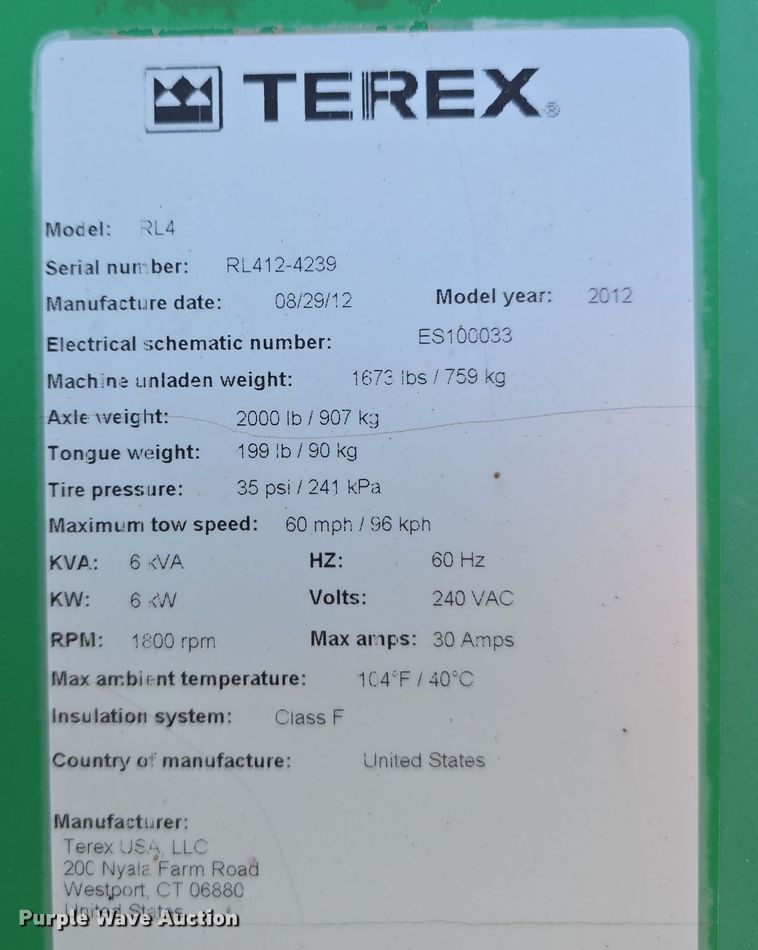 TEREX®
Model: RL4
Serial number: RL412-4239
Manufacture date: 08/29/12 Model year: 2012
Electrical schematic number: ES100033
Machine unladen weight: 1673 lbs / 759 kg
Axle weight: 2000 lb / 907 kg
Tongue weight: 199 lb / 90 kg
Tire pressure: 35 psi / 241 kPa
Maximum tow speed: 60 mph / 96 kph
KVA: 6 kVA HZ: 60 Hz
KW: 6 kW Volts: 240 VAC
RPM: 1800 rpm Max amps: 30 Amps
Max ambient temperature: 104°F / 40°C
Insulation system: Class F
Country of manufacture: United States
Manufacturer:
Terex USA, LLC
200 Nyala Farm Road
Westport, CT 06880
United States
Purple Wave Auction